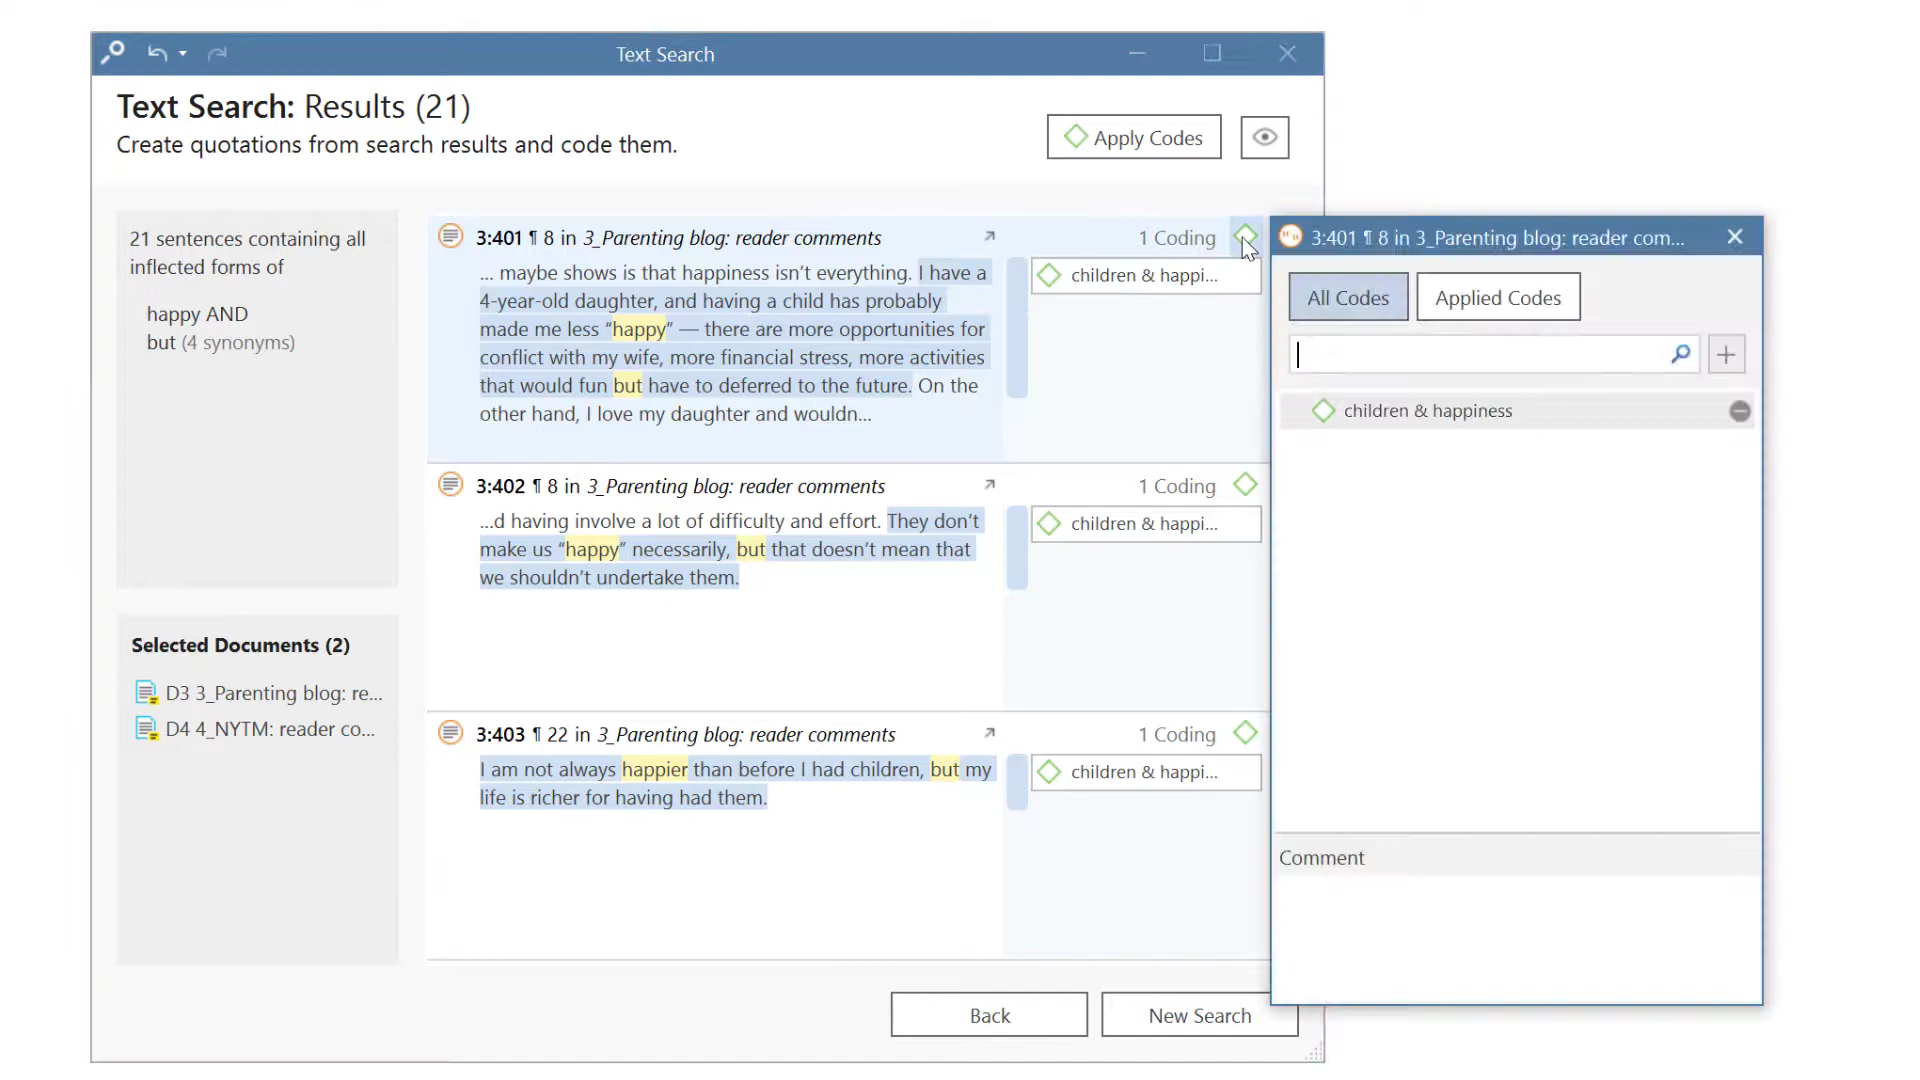 Text Search
Text Search: Results (21)
Create quotations from search results and code them.
Apply Codes
21 sentences containing all
inflected forms of
happy AND
but (4 synonyms)
Selected Documents (2)
D3 3_Parenting blog: re...
D4 4_NYTM: reader co...
3:401 ¶ 8 in 3_Parenting blog: reader comments
1 Coding
... maybe shows is that happiness isn’t everything. I have a
4-year-old daughter, and having a child has probably
made me less “happy” — there are more opportunities for
conflict with my wife, more financial stress, more activities
that would fun but have to deferred to the future. On the
other hand, I love my daughter and wouldn...
children & happi...
3:402 ¶ 8 in 3_Parenting blog: reader comments
1 Coding
...d having involve a lot of difficulty and effort. They don’t
make us “happy” necessarily, but that doesn’t mean that
we shouldn’t undertake them.
children & happi...
3:403 ¶ 22 in 3_Parenting blog: reader comments
1 Coding
I am not always happier than before I had children, but my
life is richer for having had them.
children & happi...
Back
New Search
3:401 ¶ 8 in 3_Parenting blog: reader com...
All Codes
Applied Codes
children & happiness
Comment